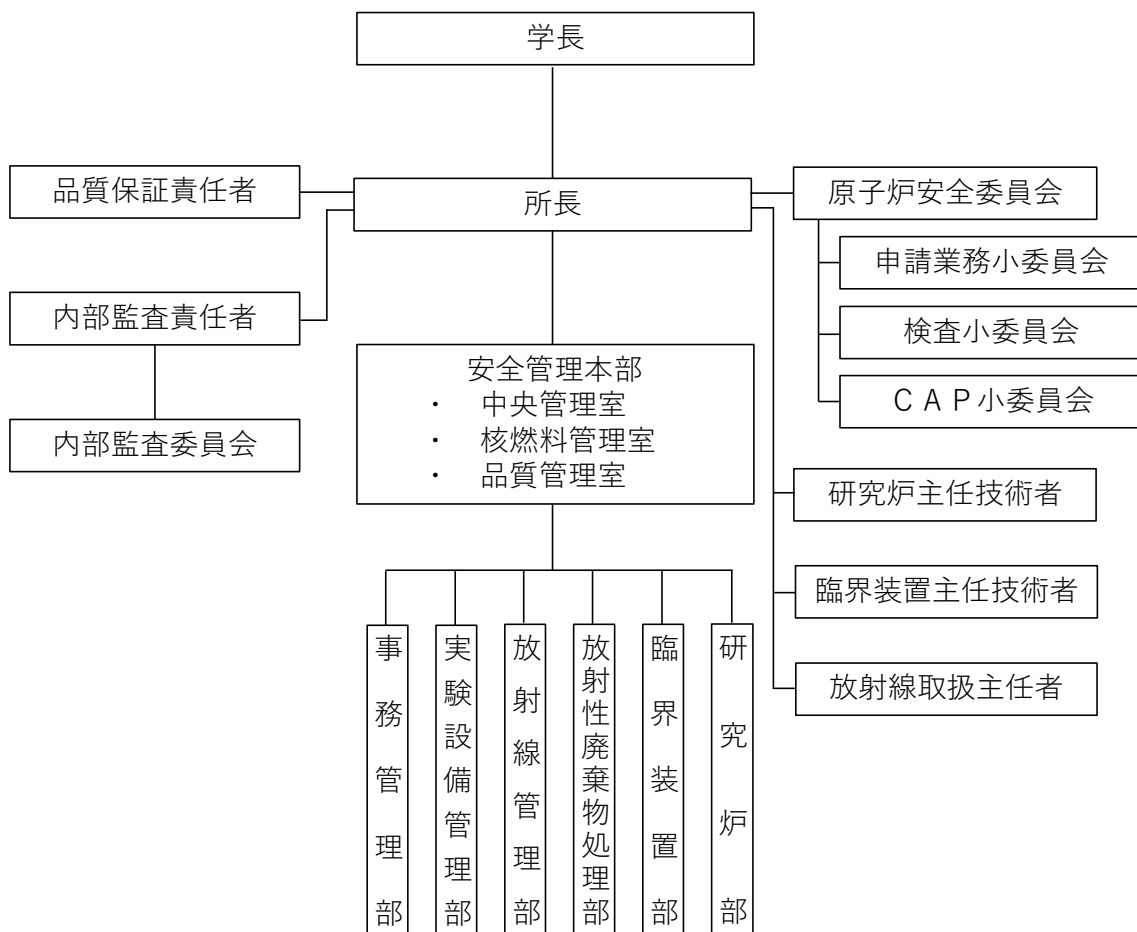 学長
品質保証責任者
所長
原子炉安全委員会
申請業務小委員会
内部監査責任者
検査小委員会
安全管理本部
・ 中央管理室
・ 核燃料管理室
・ 品質管理室
CAP小委員会
内部監査委員会
研究炉主任技術者
臨界装置主任技術者
放射線取扱主任者
事務管理部
実験設備管理部
放射線管理部
放射性廃棄物処理部
臨界装置部
研究炉部